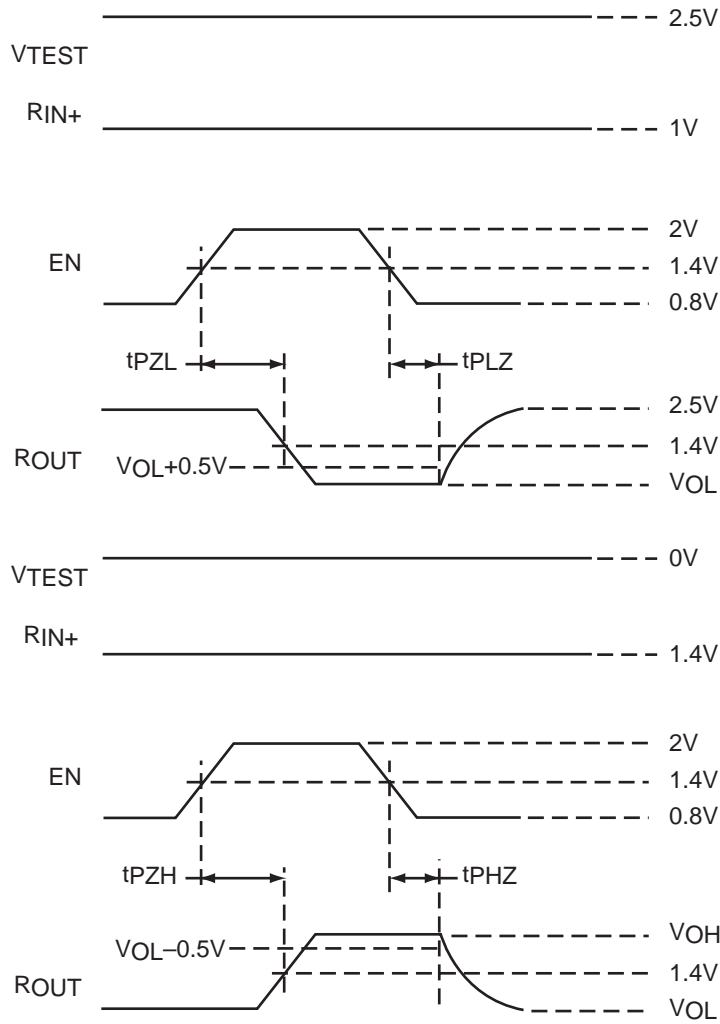 2.5V
VTEST
RIN+
1V
2V
EN
1.4V
0.8V
tPZL
tPLZ
2.5V
1.4V
ROUT
VOL+0.5V
VOL
0V
VTEST
RIN+
1.4V
2V
EN
1.4V
0.8V
tPZH
tPHZ
VOH
VOL–0.5V
1.4V
ROUT
VOL